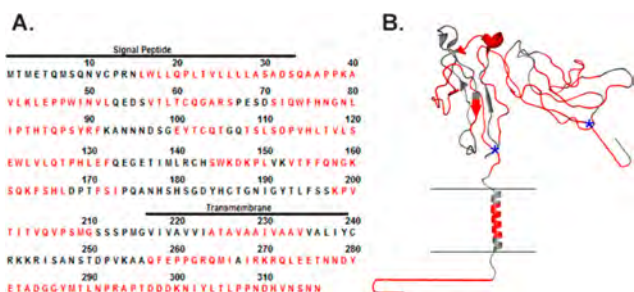 A.
Signal Peptide
10 20 30 40
MTMETQMSQNVCPRNLWLLQPLTVLLLLASADSQAAPPKA
50 60 70 80
VLKLEPPWINVLQEDSVTLTCQGARSPESDSIQWFHNGNL
90 100 110 120
IPTHTQPSYRFKANNNDSGEYTCQTGQTSLSDPVHLTVLS
130 140 150 160
EWLVLQTPHLEFQEGETIMLRCHSWKDKPLVKVTFFQNGK
170 180 190 200
SQKFSHLDPTFSIPQANHSHSGDYHCTGNIGYTLFSSKPV
Transmembrane
210 220 230 240
TITVQVPSMGSSSPMGVIVAVVIATAVAAIVAAVVALIYC
250 260 270 280
RKKRISANSTDPVKAAQFEPPGRQMIAIRKRQLEETNNDY
290 300 310
ETADGGYMTLNPRAPTDDDKNIYLTLPPNDHVNSNN
B.
*
*